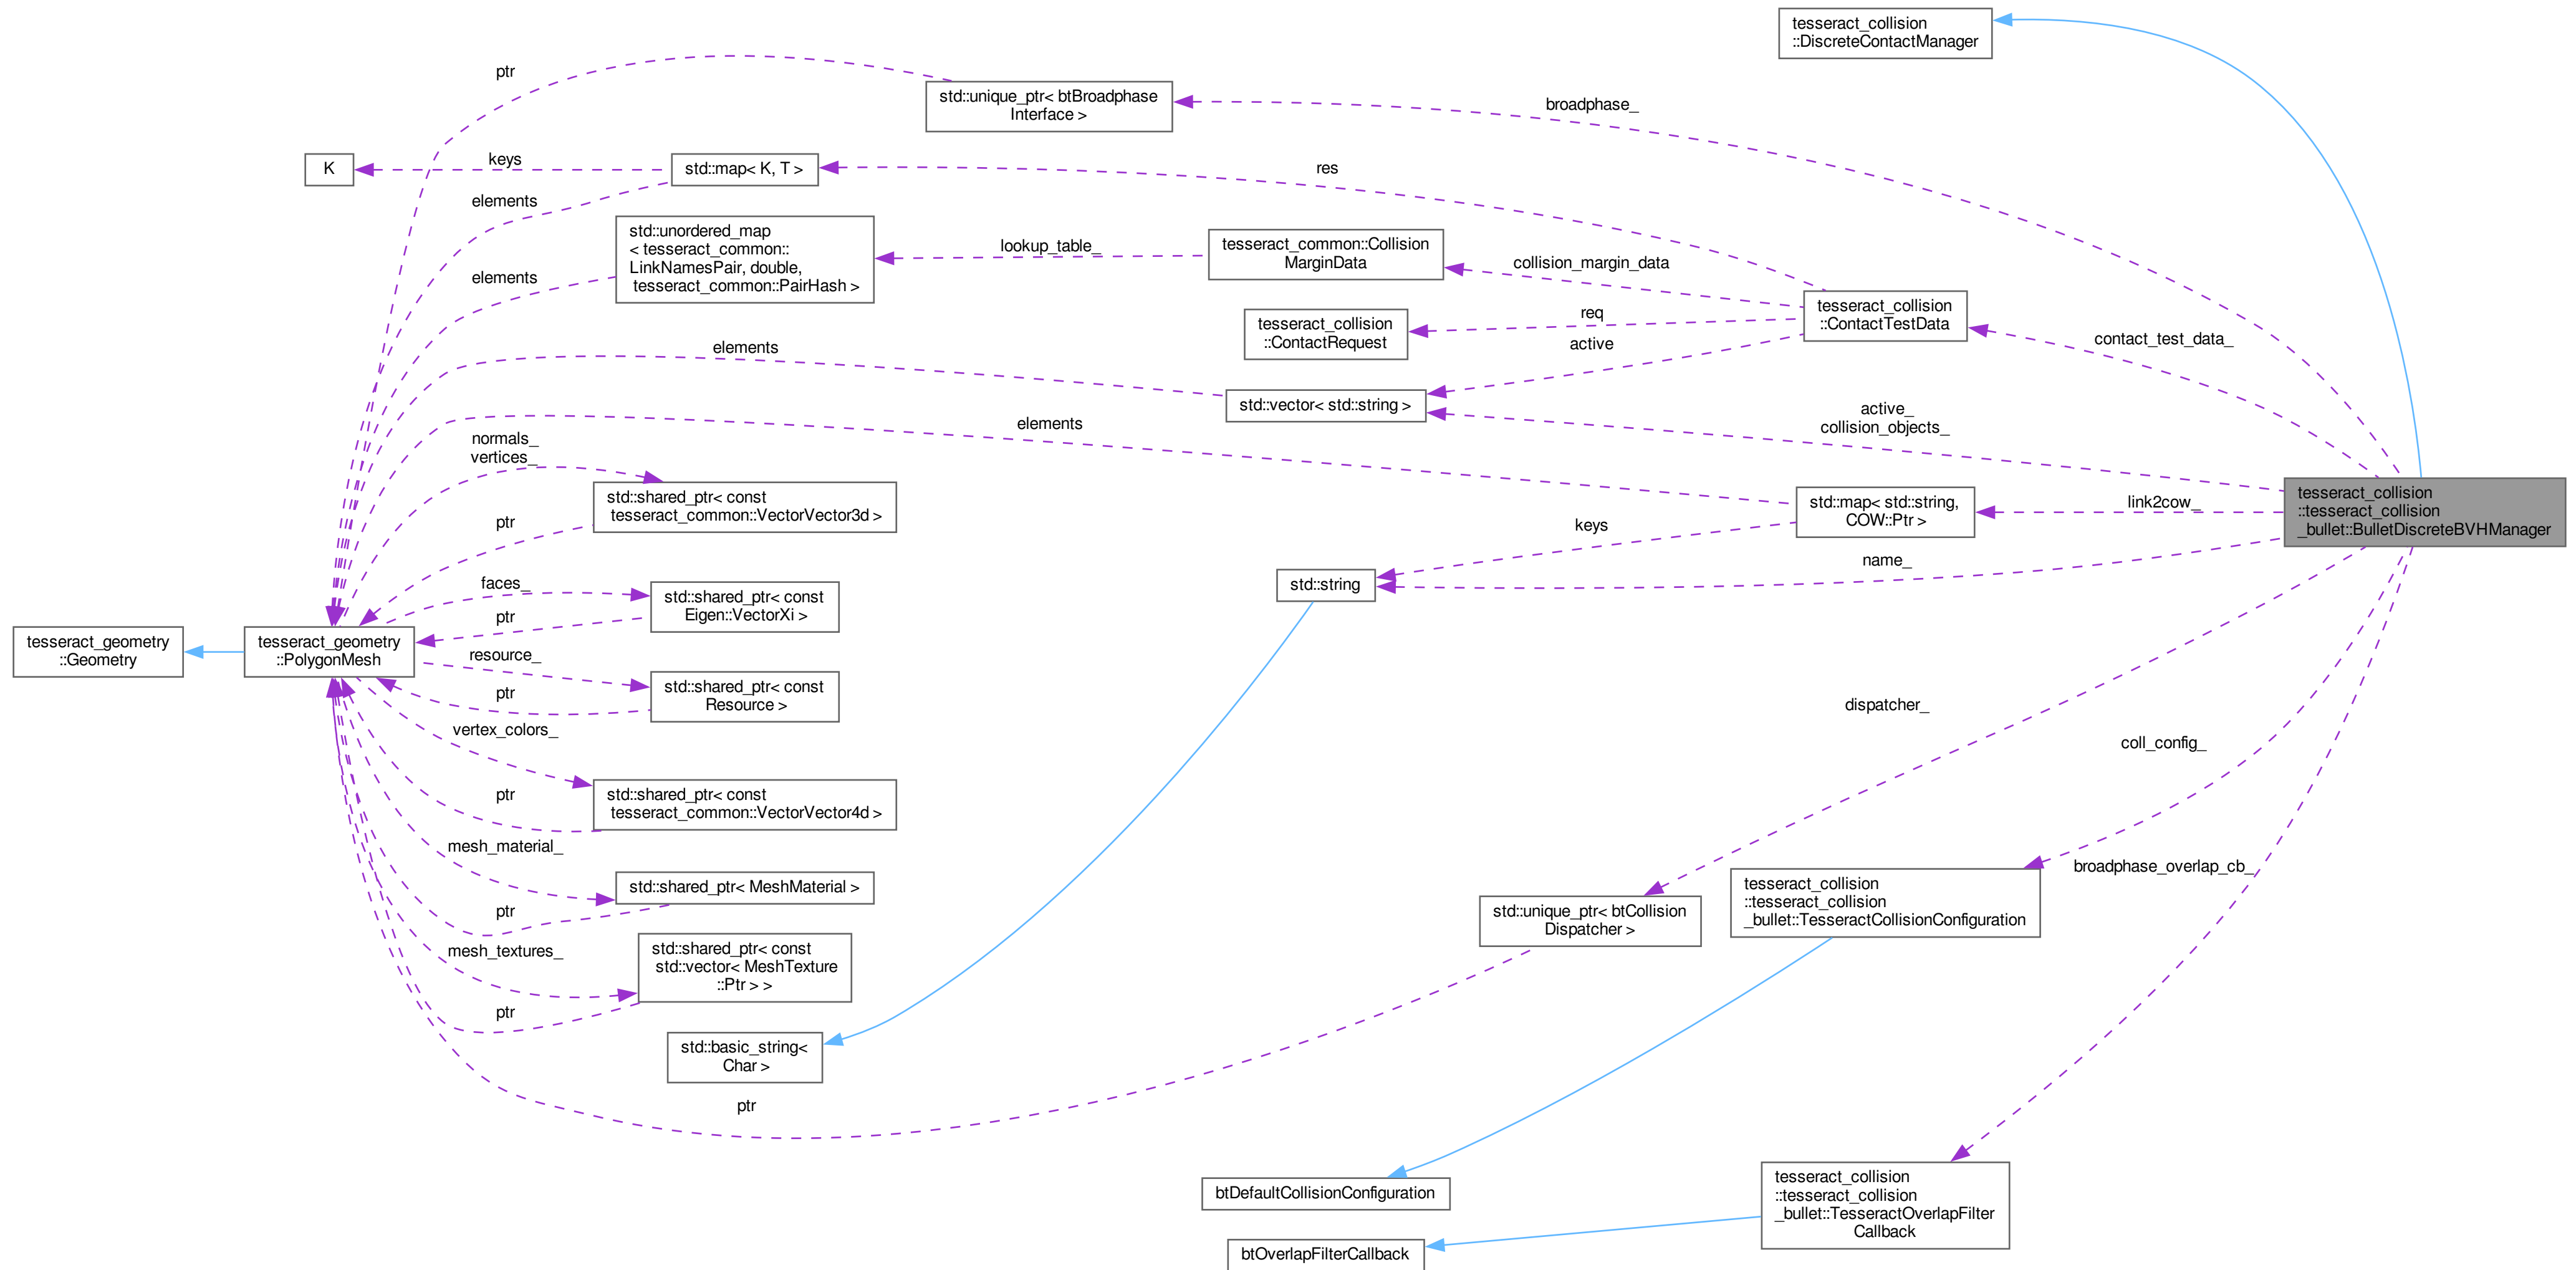 tesseract_collision
::DiscreteContactManager
ptr
std::unique_ptr< btBroadphase
Interface >
broadphase_
K
keys
std::map< K, T >
res
elements
std::unordered_map
< tesseract_common::
LinkNamesPair, double,
tesseract_common::PairHash >
elements
lookup_table_
tesseract_common::Collision
MarginData
collision_margin_data
tesseract_collision
::ContactRequest
req
tesseract_collision
::ContactTestData
active
contact_test_data_
elements
std::vector< std::string >
active_
collision_objects_
elements
normals_
vertices_
std::shared_ptr< const
tesseract_common::VectorVector3d >
ptr
std::map< std::string,
COW::Ptr >
link2cow_
tesseract_collision
::tesseract_collision
_bullet::BulletDiscreteBVHManager
keys
name_
std::string
faces_
std::shared_ptr< const
Eigen::VectorXi >
ptr
tesseract_geometry
::Geometry
tesseract_geometry
::PolygonMesh
resource_
std::shared_ptr< const
Resource >
ptr
vertex_colors_
std::shared_ptr< const
tesseract_common::VectorVector4d >
ptr
dispatcher_
coll_config_
mesh_material_
std::shared_ptr< MeshMaterial >
ptr
broadphase_overlap_cb_
tesseract_collision
::tesseract_collision
_bullet::TesseractCollisionConfiguration
std::unique_ptr< btCollision
Dispatcher >
mesh_textures_
std::shared_ptr< const
std::vector< MeshTexture
::Ptr > >
ptr
std::basic_string<
Char >
ptr
btDefaultCollisionConfiguration
tesseract_collision
::tesseract_collision
_bullet::TesseractOverlapFilter
Callback
btOverlapFilterCallback